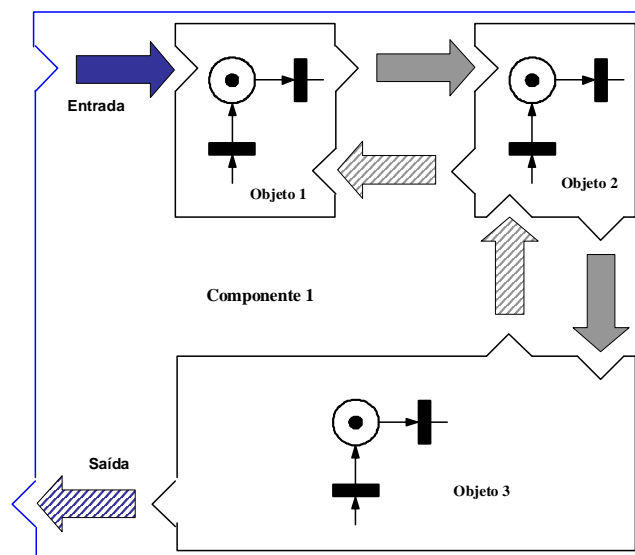 Entrada
Objeto 1
Objeto 2
Componente 1
Saída
Objeto 3